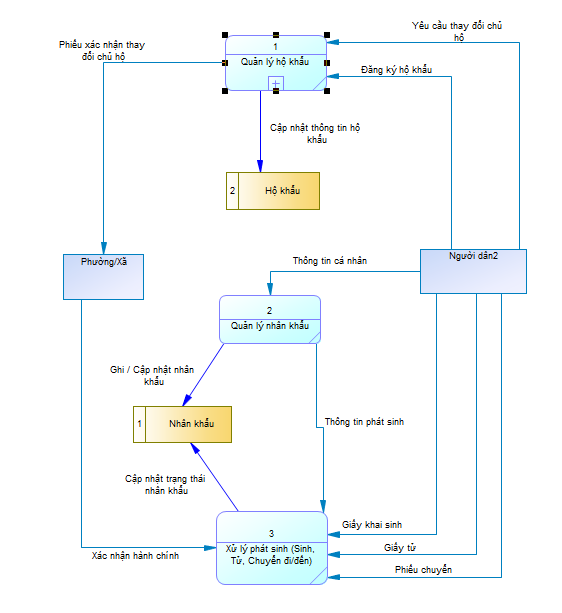 Yêu cầu thay đổi chủ
hộ
Phiếu xác nhận thay
đổi chủ hộ
1
Quản lý hộ khẩu
Đăng ký hộ khẩu
Cập nhật thông tin hộ
khẩu
2
Hộ khẩu
Phường/Xã
Người dân2
Thông tin cá nhân
2
Quản lý nhân khẩu
Ghi / Cập nhật nhân
khẩu
1
Nhân khẩu
Thông tin phát sinh
Cập nhật trạng thái
nhân khẩu
3
Xử lý phát sinh (Sinh,
Tử, Chuyển đi/đến)
Giấy khai sinh
Giấy tử
Phiếu chuyển
Xác nhận hành chính